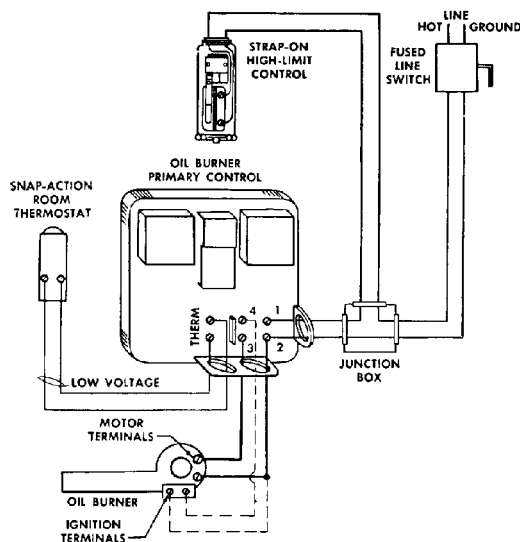 LINE
HOT GROUND
STRAP-ON
HIGH-LIMIT
CONTROL
FUSED
LINE
SWITCH
OIL BURNER
PRIMARY CONTROL
SNAP-ACTION
ROOM
THERMOSTAT
THERM
4
1
3
2
JUNCTION
BOX
LOW VOLTAGE
MOTOR
TERMINALS
OIL BURNER
IGNITION
TERMINALS